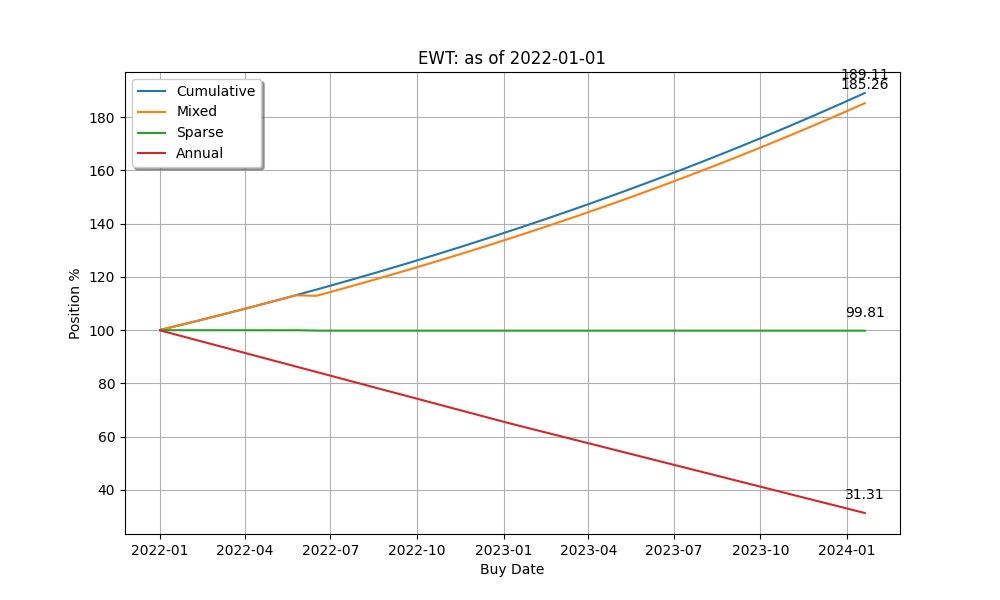 EWT: as of 2022-01-01
189.11
185.26
Cumulative
Mixed
Sparse
Annual
180
160
140
120
100
80
60
40
Position %
99.81
31.31
2022-01 2022-04 2022-07 2022-10 2023-01 2023-04 2023-07 2023-10 2024-01
Buy Date